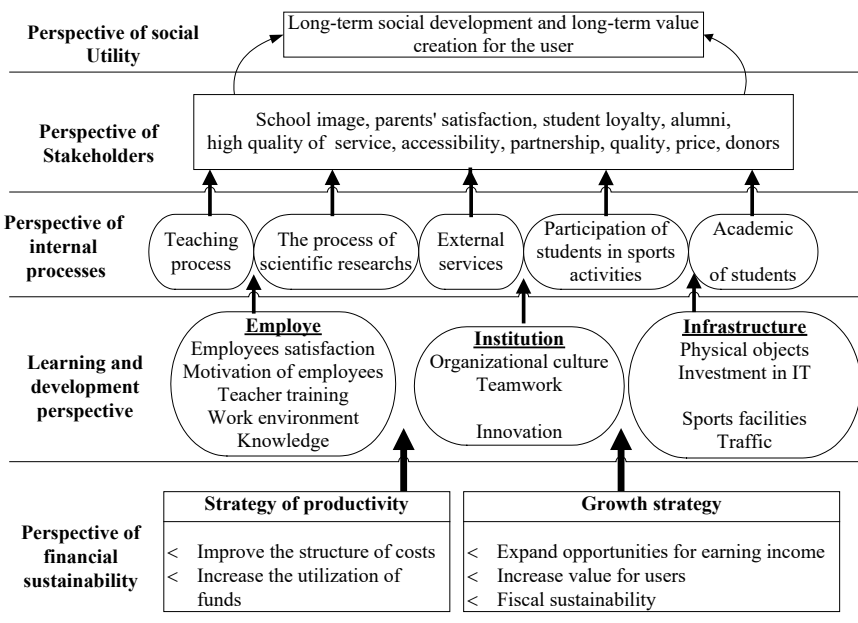 Perspective of social
Utility
Long-term social development and long-term value
creation for the user
Perspective of
Stakeholders
School image, parents' satisfaction, student loyalty, alumni,
high quality of service, accessibility, partnership, quality, price, donors
Perspective of
internal
processes
Teaching
process
The process of
scientific researchs
External
services
Participation of
students in sports
activities
Academic
of students
Learning and
development
perspective
Employe
Employees satisfaction
Motivation of employees
Teacher training
Work environment
Knowledge
Institution
Organizational culture
Teamwork
Innovation
Infrastructure
Physical objects
Investment in IT
Sports facilities
Traffic
Perspective of
financial
sustainability
Strategy of productivity
< Improve the structure of costs
< Increase the utilization of
funds
Growth strategy
< Expand opportunities for earning income
< Increase value for users
< Fiscal sustainability